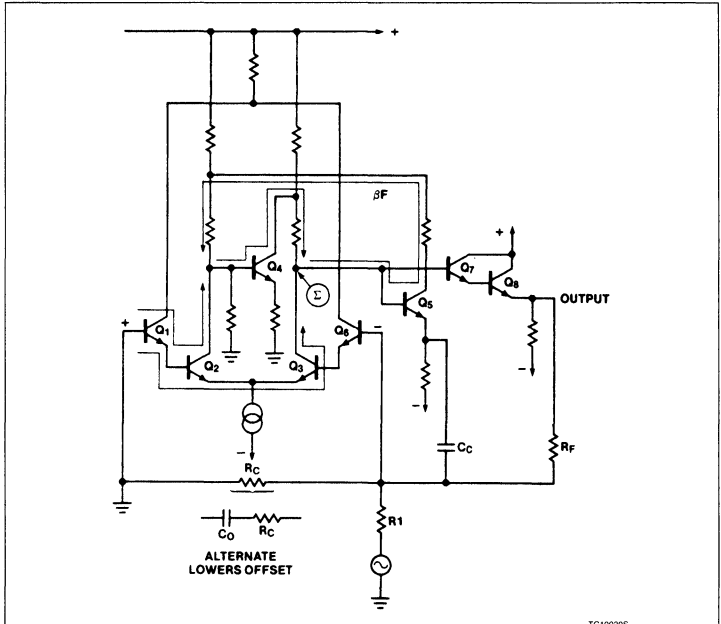 +
βF
+
Q4
Q7
Q8
Σ
Q5
OUTPUT
+
Q1
Q6
−
Q2
Q3
−
−
−
RC
CC
RF
CO
RC
R1
ALTERNATE
LOWERS OFFSET